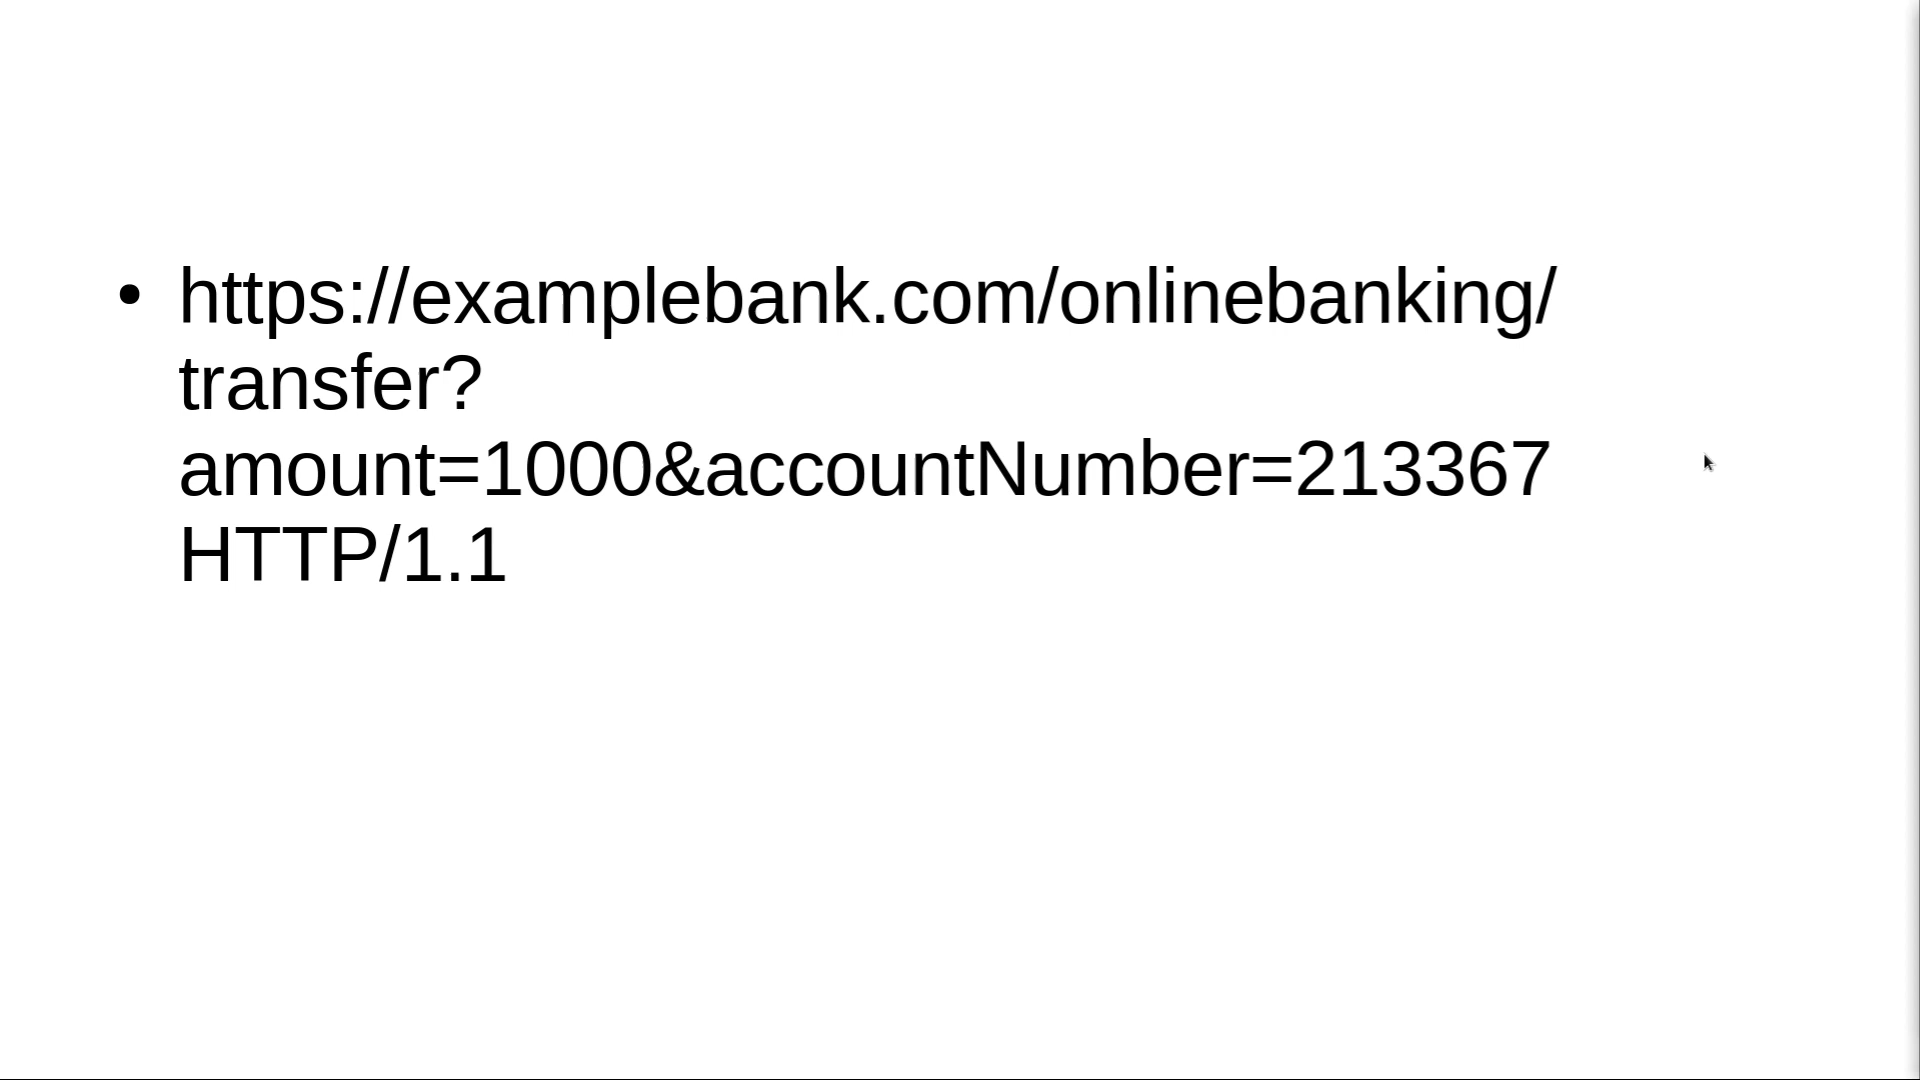 • https://examplebank.com/onlinebanking/
transfer?
amount=1000&accountNumber=213367
HTTP/1.1